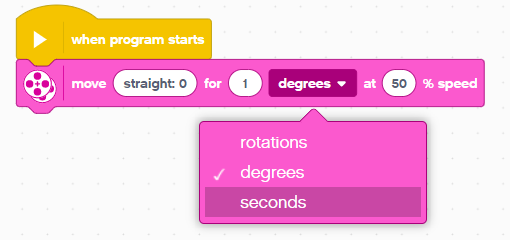 when program starts
move straight: 0 for 1 degrees at 50 % speed
rotations
degrees
seconds